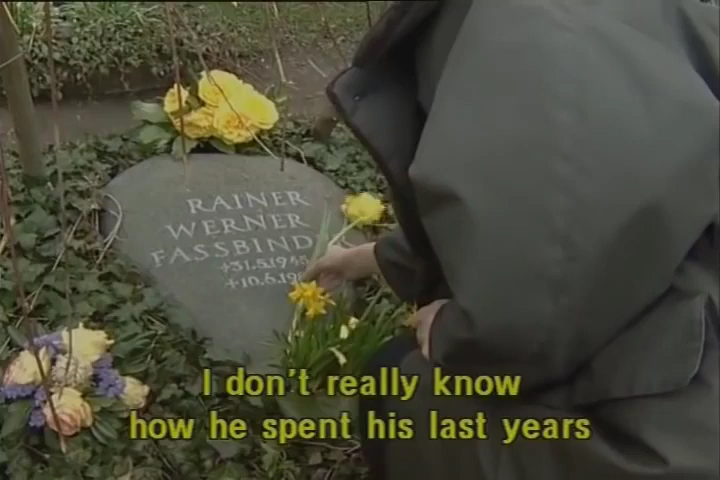 RAINER
WERNER
FASSBIND
+31.5.1945
+10.6.19
I don't really know
how he spent his last years